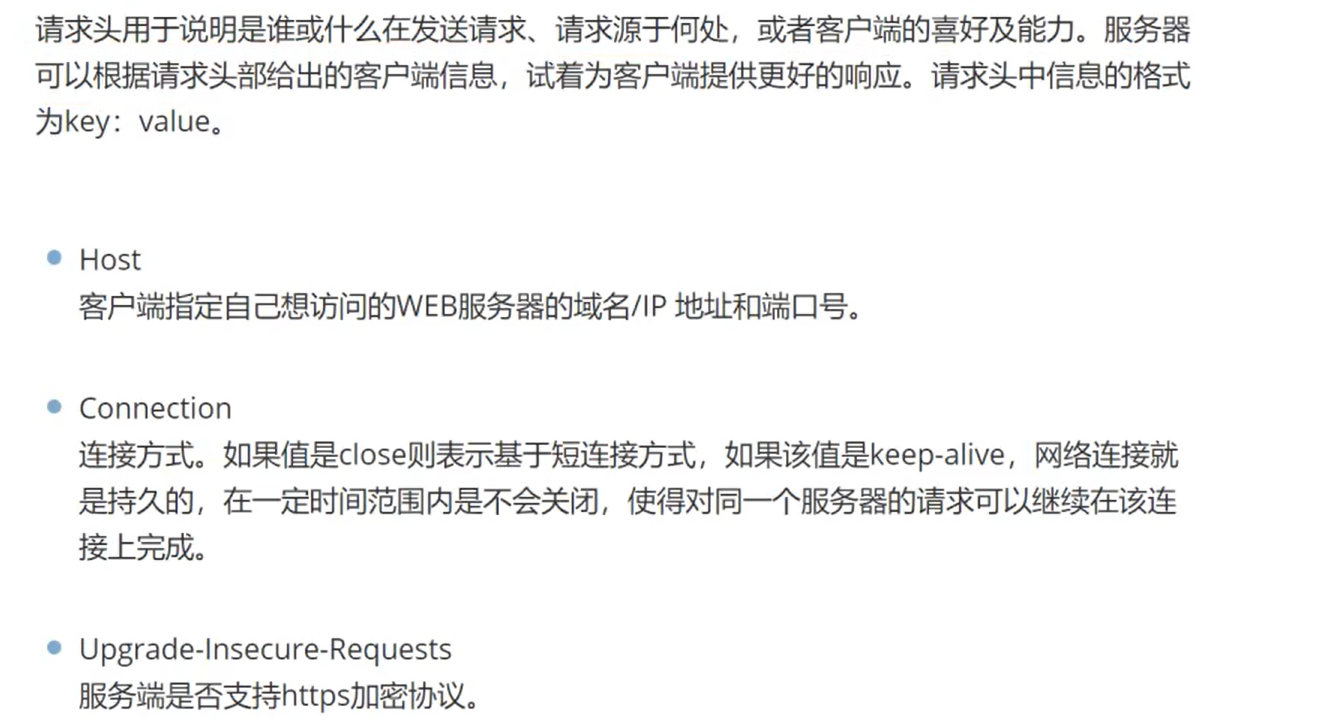 请求头用于说明是谁或什么在发送请求、请求源于何处，或者客户端的喜好及能力。服务器
可以根据请求头部给出的客户端信息，试着为客户端提供更好的响应。请求头中信息的格式
为key：value。
Host
客户端指定自己想访问的WEB服务器的域名/IP 地址和端口号。
Connection
连接方式。如果值是close则表示基于短连接方式，如果该值是keep-alive，网络连接就
是持久的，在一定时间范围内是不会关闭，使得对同一个服务器的请求可以继续在该连
接上完成。
Upgrade-Insecure-Requests
服务端是否支持https加密协议。